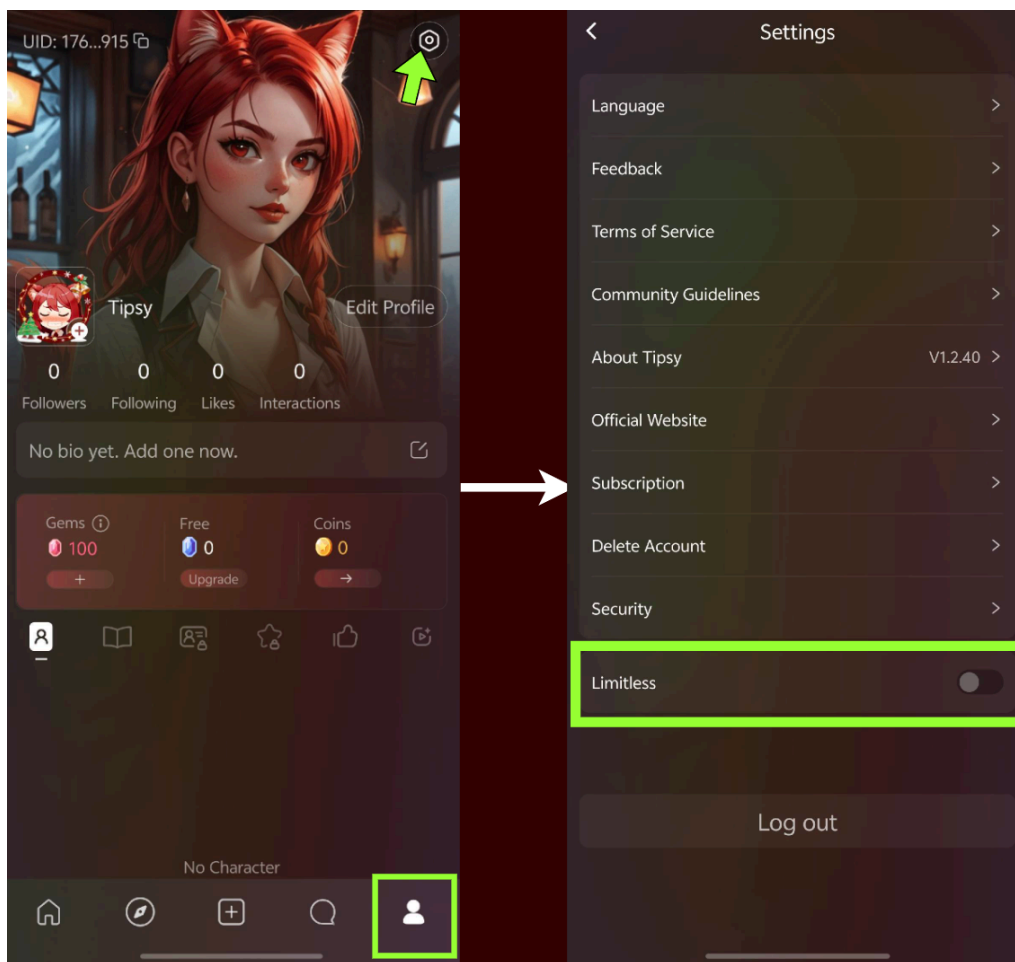 UID: 176...915
Tipsy
Edit Profile
0 0 0 0
Followers Following Likes Interactions
No bio yet. Add one now.
Gems Free Coins
100 0 0
+ Upgrade →
No Character
Settings
Language
Feedback
Terms of Service
Community Guidelines
About Tipsy V1.2.40
Official Website
Subscription
Delete Account
Security
Limitless
Log out